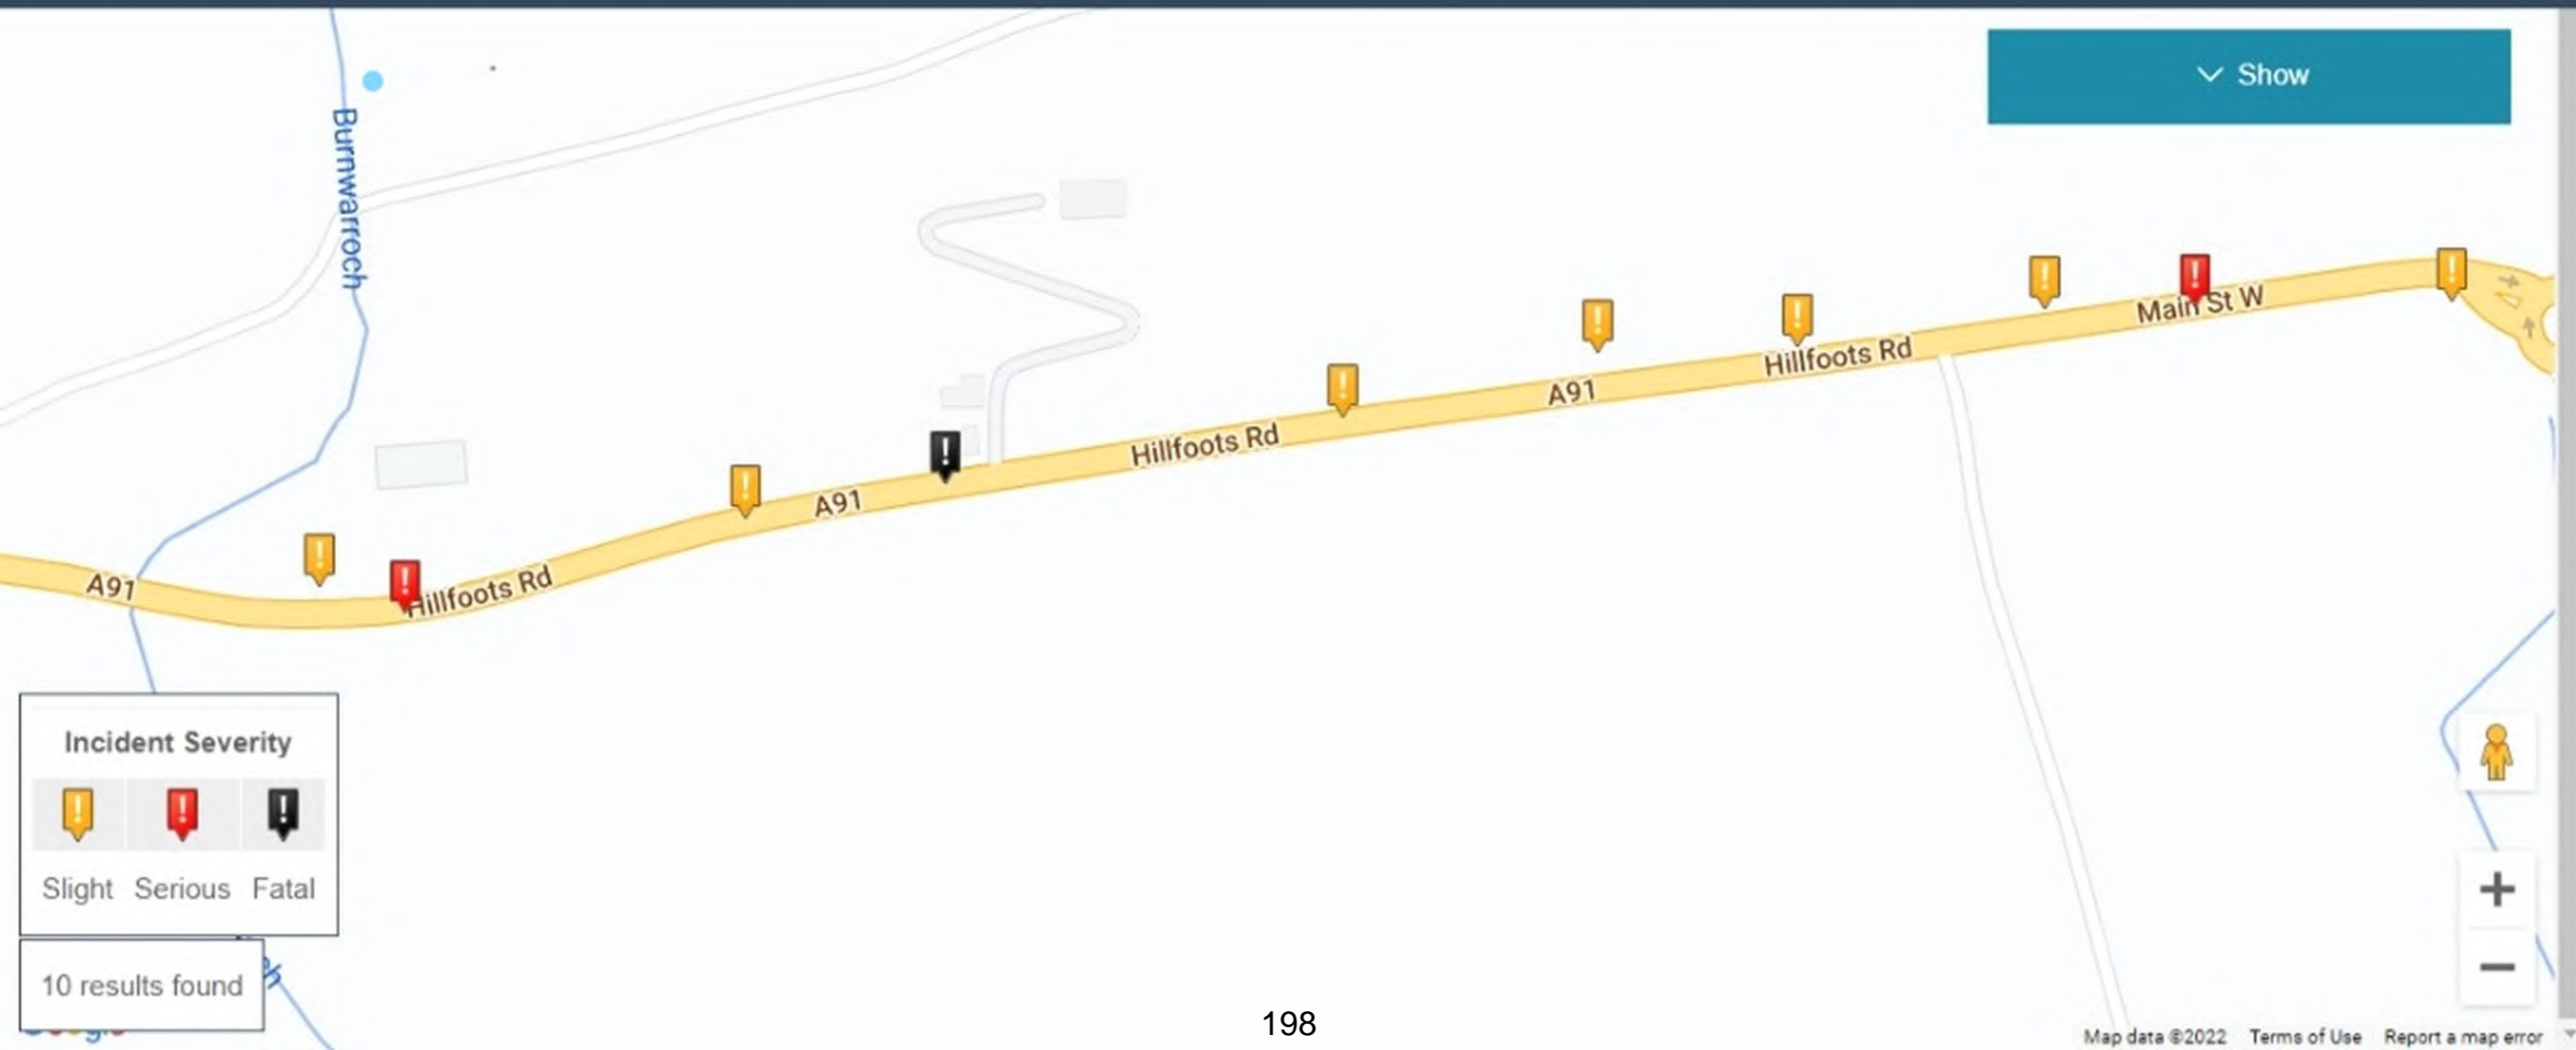 Show
Burnwarroch
Main St W
Hillfoots Rd
A91
Hillfoots Rd
A91
Hillfoots Rd
A91
Incident Severity
Slight Serious Fatal
10 results found
198
Map data ©2022 Terms of Use Report a map error